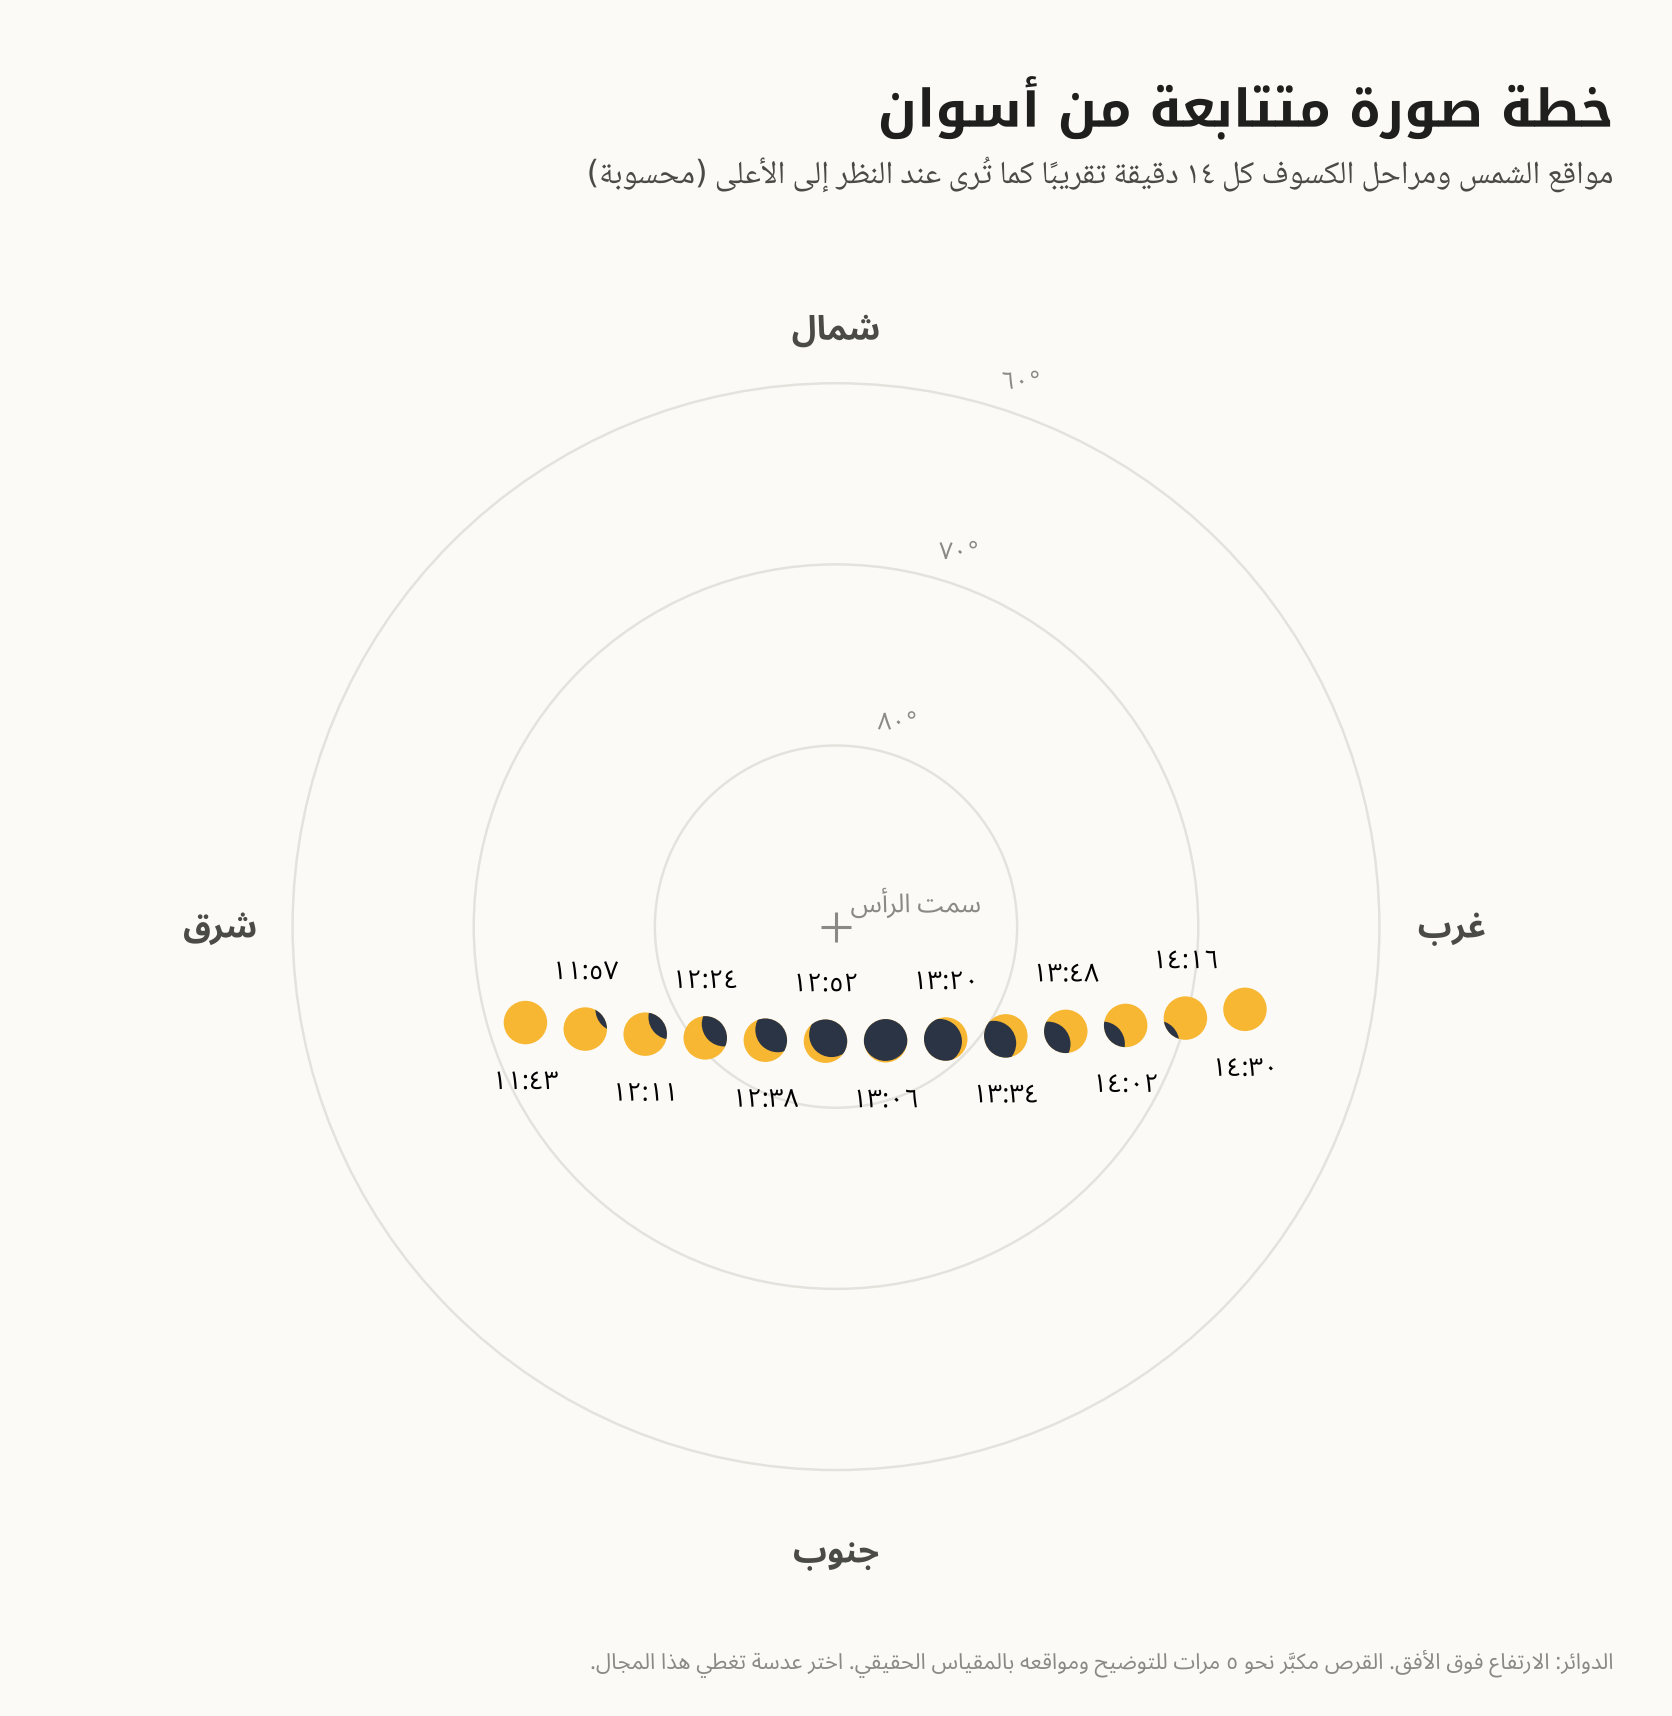 خطة صورة متتابعة من أسوان
مواقع الشمس ومراحل الكسوف كل ١٤ دقيقة تقريبًا كما تُرى عند النظر إلى الأعلى (محسوبة)
شمال
٦٠°
٧٠°
٨٠°
سمت الرأس
شرق
غرب
١١:٥٧
١٢:٢٤
١٢:٥٢
١٣:٢٠
١٣:٤٨
١٤:١٦
١١:٤٣
١٢:١١
١٢:٣٨
١٣:٠٦
١٣:٣٤
١٤:٠٢
١٤:٣٠
جنوب
الدوائر: الارتفاع فوق الأفق. القرص مكبَّر نحو ٥ مرات للتوضيح ومواقعه بالمقياس الحقيقي. اختر عدسة تغطي هذا المجال.